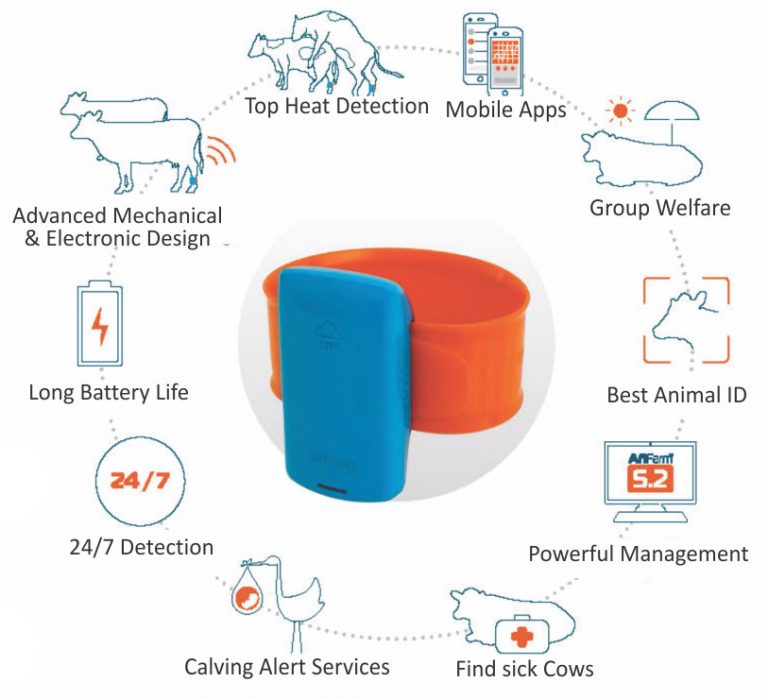 Top Heat Detection
Mobile Apps
Advanced Mechanical
& Electronic Design
Group Welfare
UP
Long Battery Life
Best Animal ID
AfiFarm
5.2
24/7
24/7 Detection
Powerful Management
Calving Alert Services
Find sick Cows